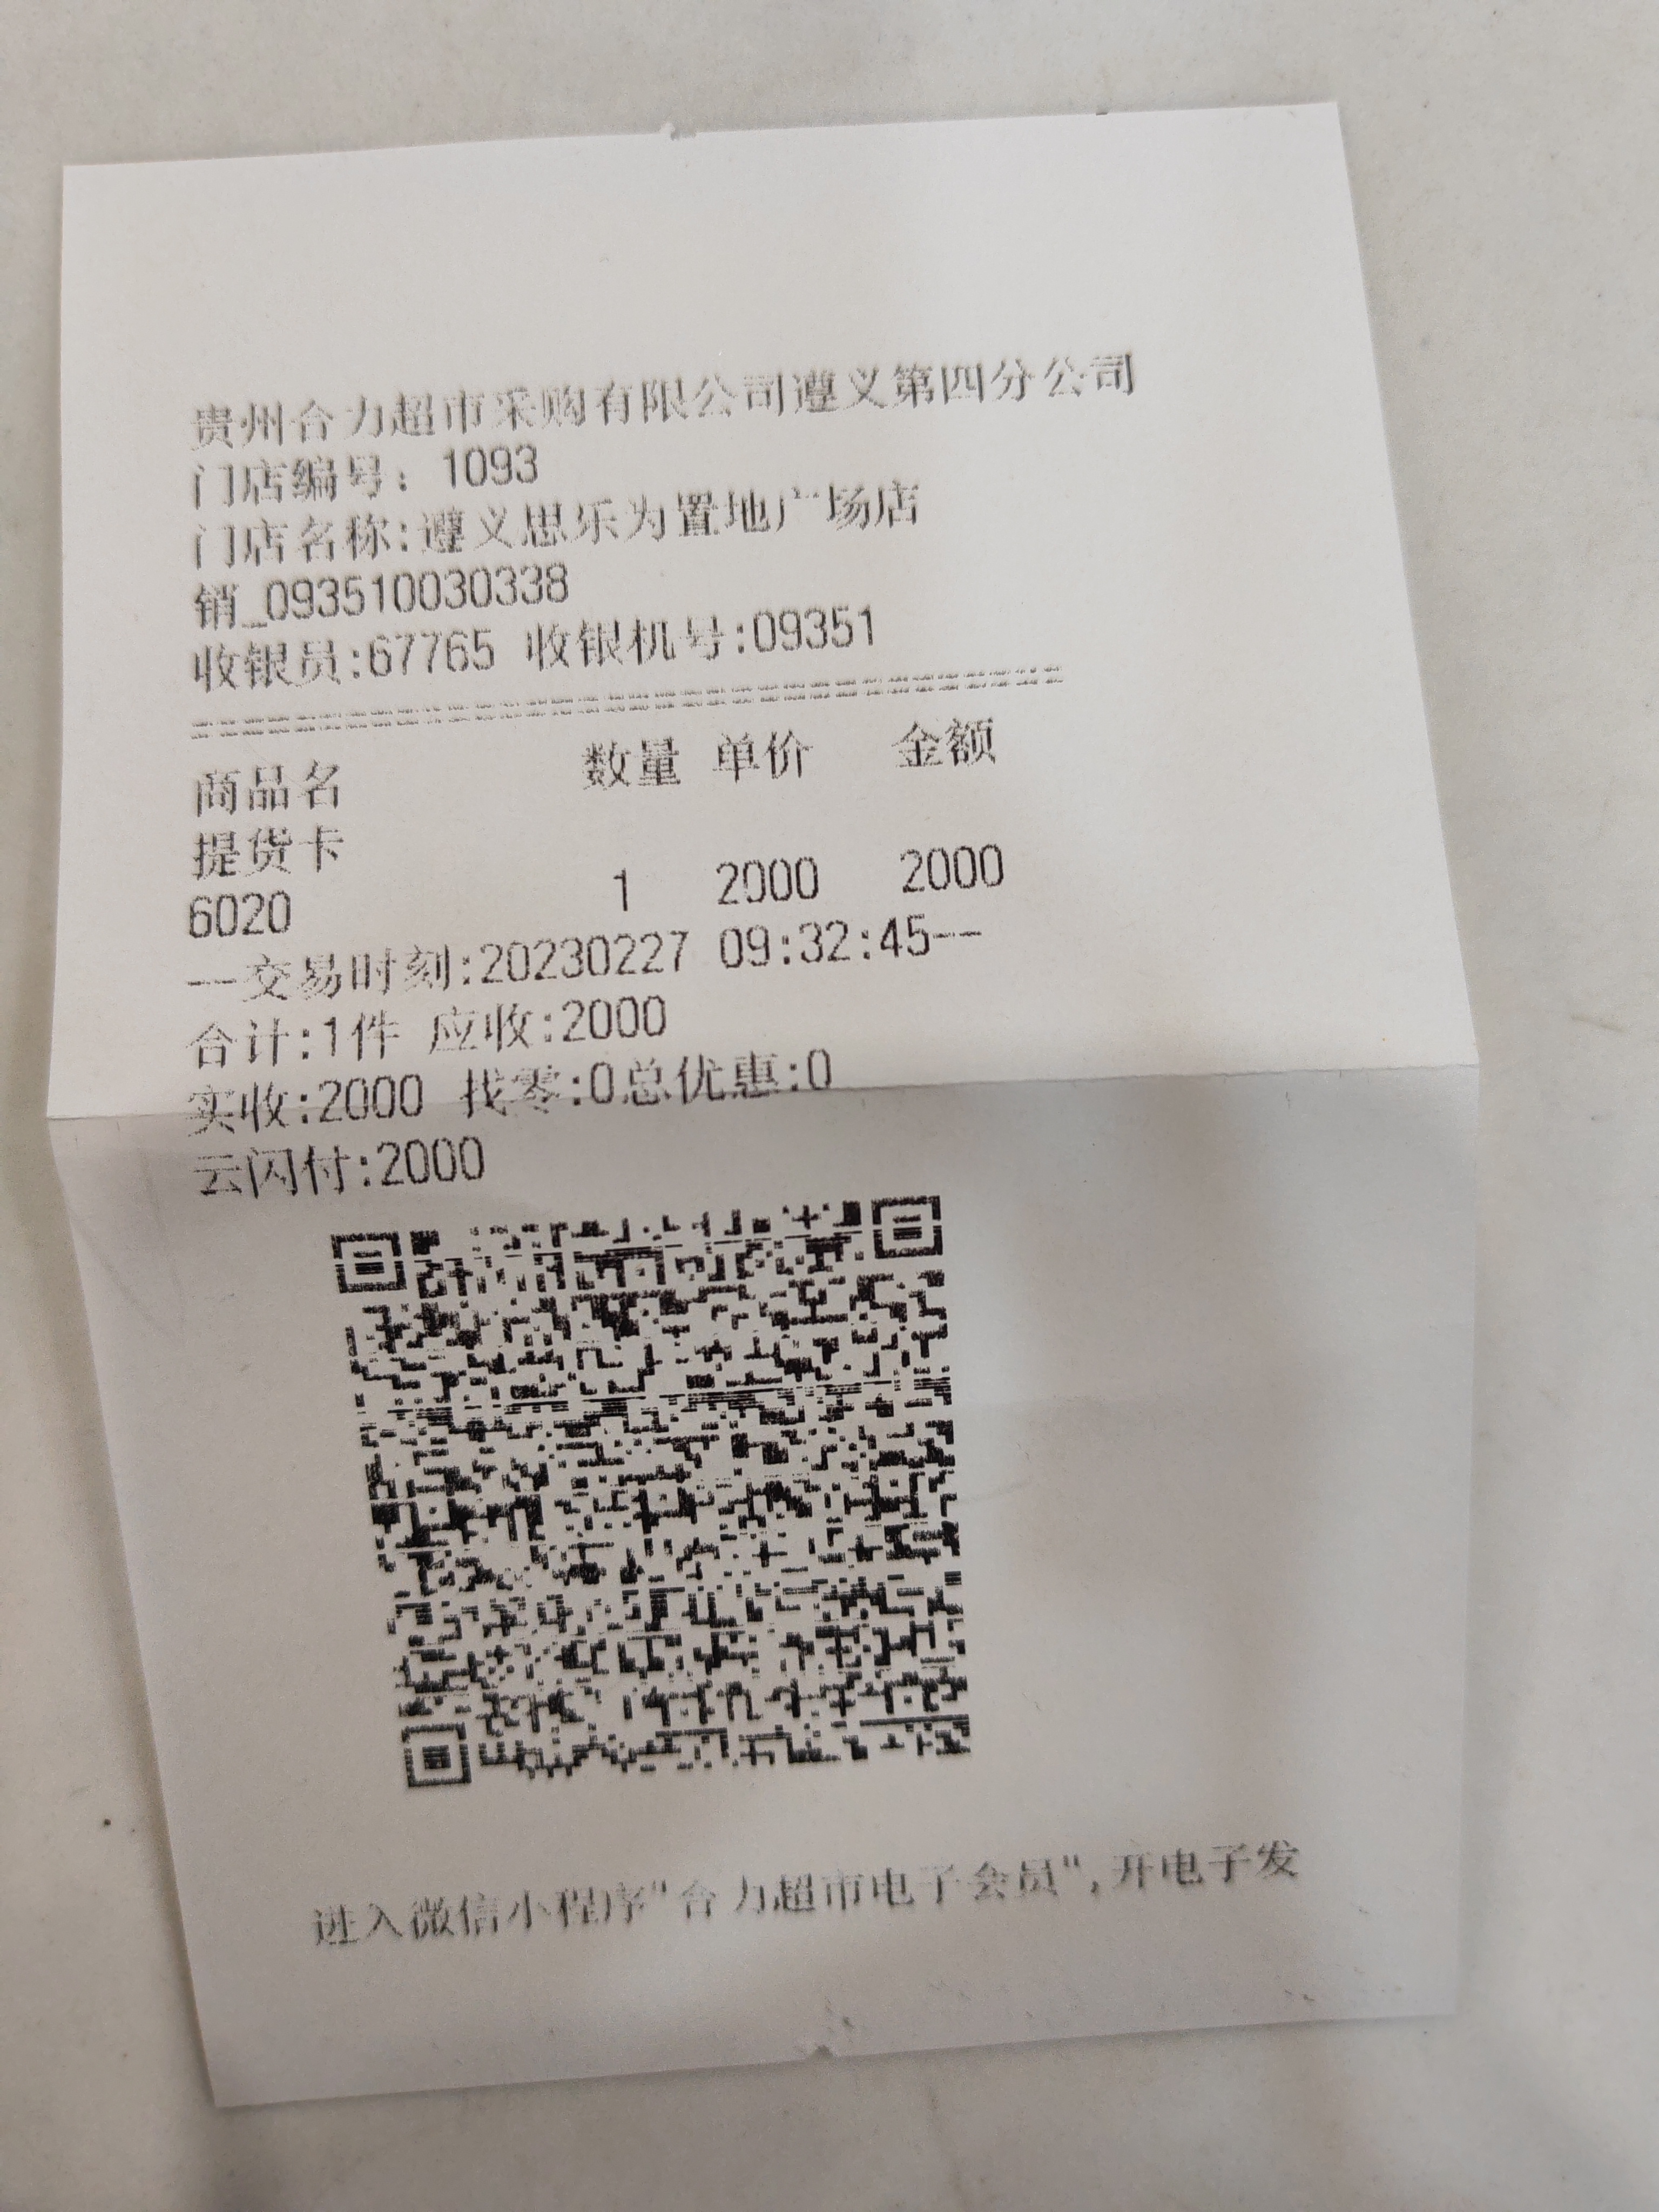 贵州合力超市采购有限公司遵义第四分公司
门店编号：1093
门店名称:遵义思乐为置地广场店
销_093510030338
收银员:67765 收银机号:09351
商品名 数量 单价 金额
提货卡
6020 1 2000 2000
--交易时刻:20230227 09:32:45--
合计:1件 应收:2000
实收:2000 找零:0总优惠:0
云闪付:2000
进入微信小程序"合力超市电子会员",开电子发